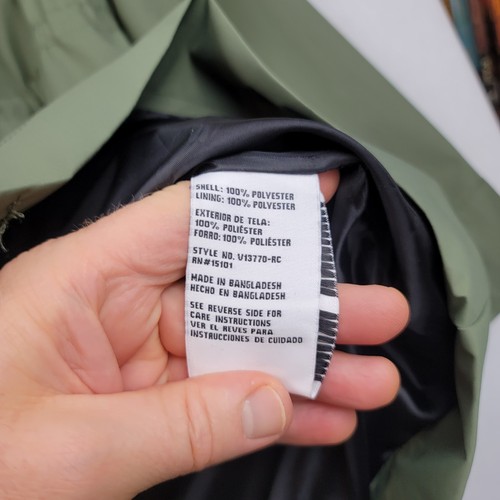 SHELL: 100% POLYESTER
LINING: 100% POLYESTER
EXTERIOR DE TELA:
100% POLIÉSTER
FORRO: 100% POLIÉSTER
STYLE NO. V13770-RC
RN#15101
MADE IN BANGLADESH
HECHO EN BANGLADESH
SEE REVERSE SIDE FOR
CARE INSTRUCTIONS
VER EL REVES PARA
INSTRUCCIONES DE CUIDADO